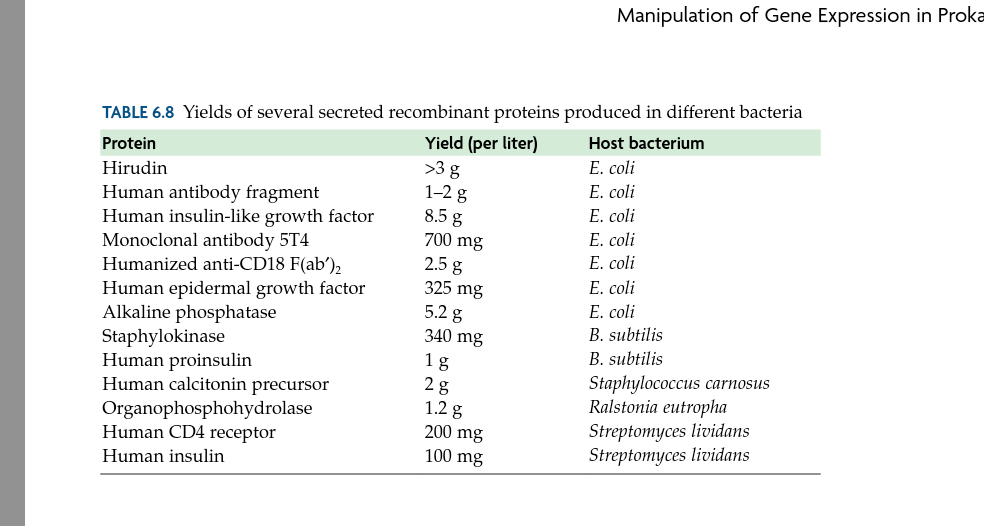 Manipulation of Gene Expression in Proka
TABLE 6.8 Yields of several secreted recombinant proteins produced in different bacteria
Protein Yield (per liter) Host bacterium
Hirudin >3 g E. coli
Human antibody fragment 1–2 g E. coli
Human insulin-like growth factor 8.5 g E. coli
Monoclonal antibody 5T4 700 mg E. coli
Humanized anti-CD18 F(ab′)₂ 2.5 g E. coli
Human epidermal growth factor 325 mg E. coli
Alkaline phosphatase 5.2 g E. coli
Staphylokinase 340 mg B. subtilis
Human proinsulin 1 g B. subtilis
Human calcitonin precursor 2 g Staphylococcus carnosus
Organophosphohydrolase 1.2 g Ralstonia eutropha
Human CD4 receptor 200 mg Streptomyces lividans
Human insulin 100 mg Streptomyces lividans